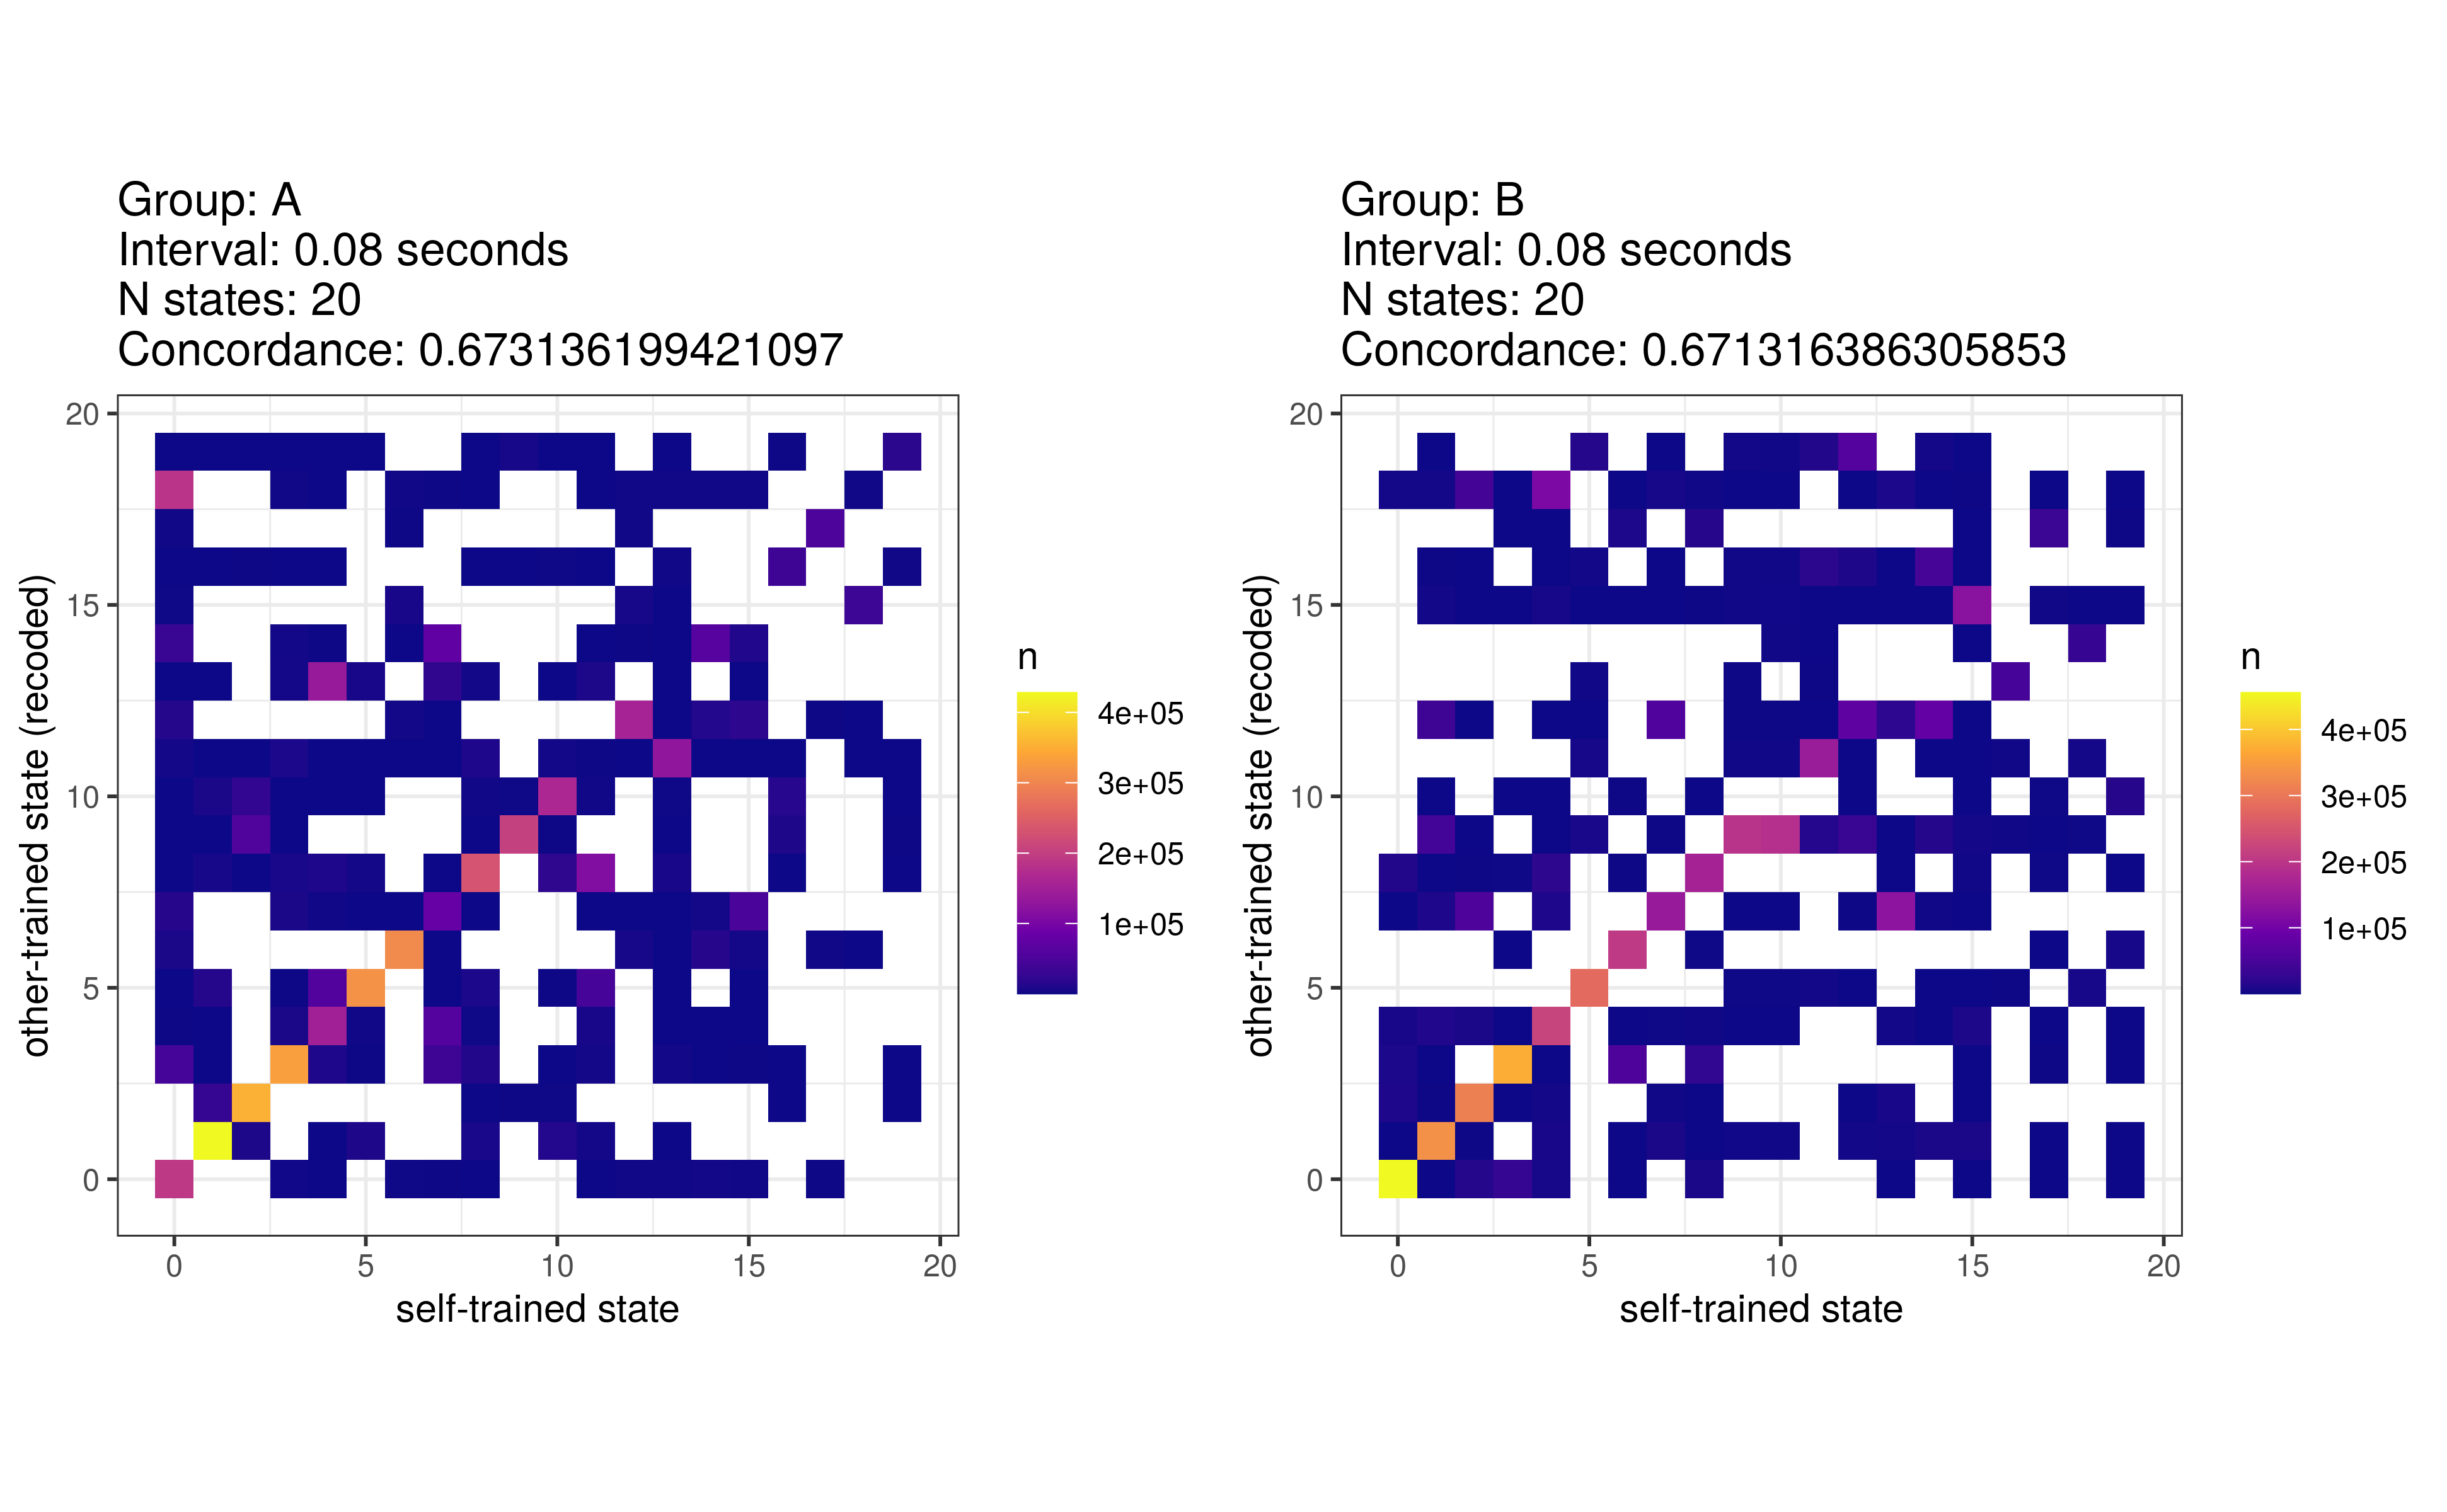 Group: A
Interval: 0.08 seconds
N states: 20
Concordance: 0.673136199421097
20
15
10
5
0
other-trained state (recoded)
0
5
10
15
20
self-trained state
n
4e+05
3e+05
2e+05
1e+05
Group: B
Interval: 0.08 seconds
N states: 20
Concordance: 0.671316386305853
20
15
10
5
0
other-trained state (recoded)
0
5
10
15
20
self-trained state
n
4e+05
3e+05
2e+05
1e+05